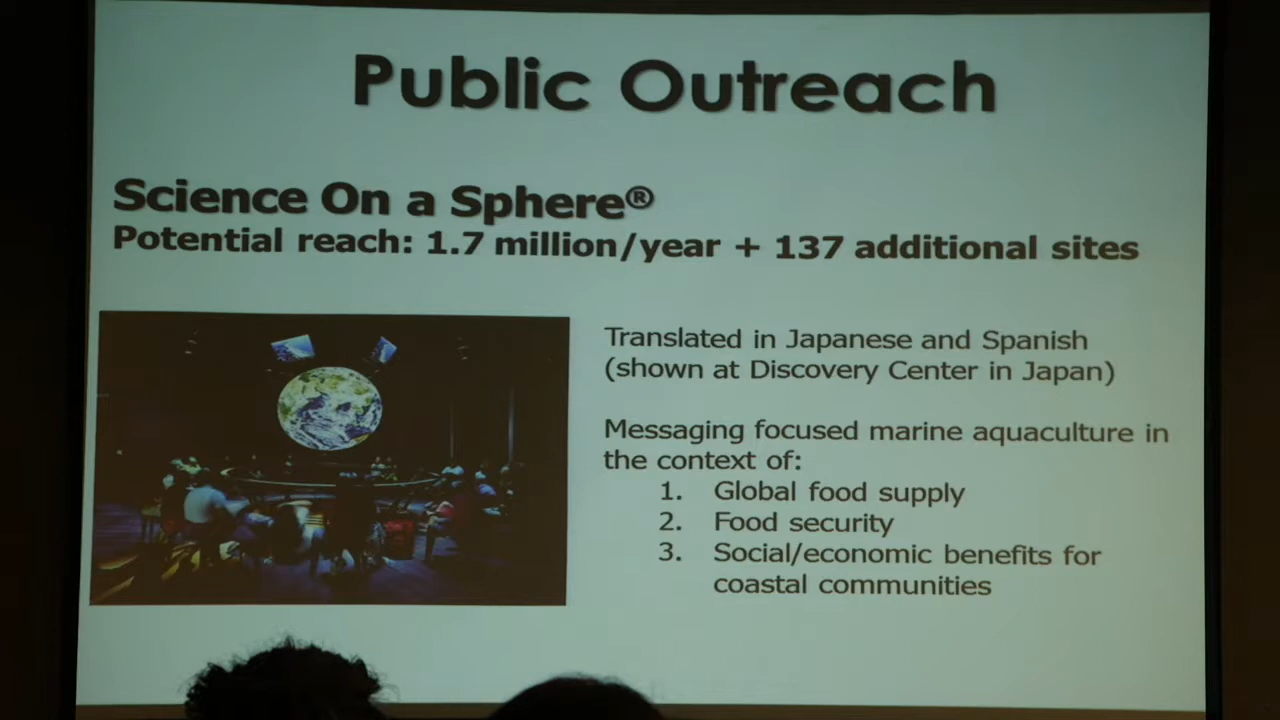 Public Outreach
Science On a Sphere®
Potential reach: 1.7 million/year + 137 additional sites
Translated in Japanese and Spanish
(shown at Discovery Center in Japan)
Messaging focused marine aquaculture in
the context of:
1. Global food supply
2. Food security
3. Social/economic benefits for
coastal communities